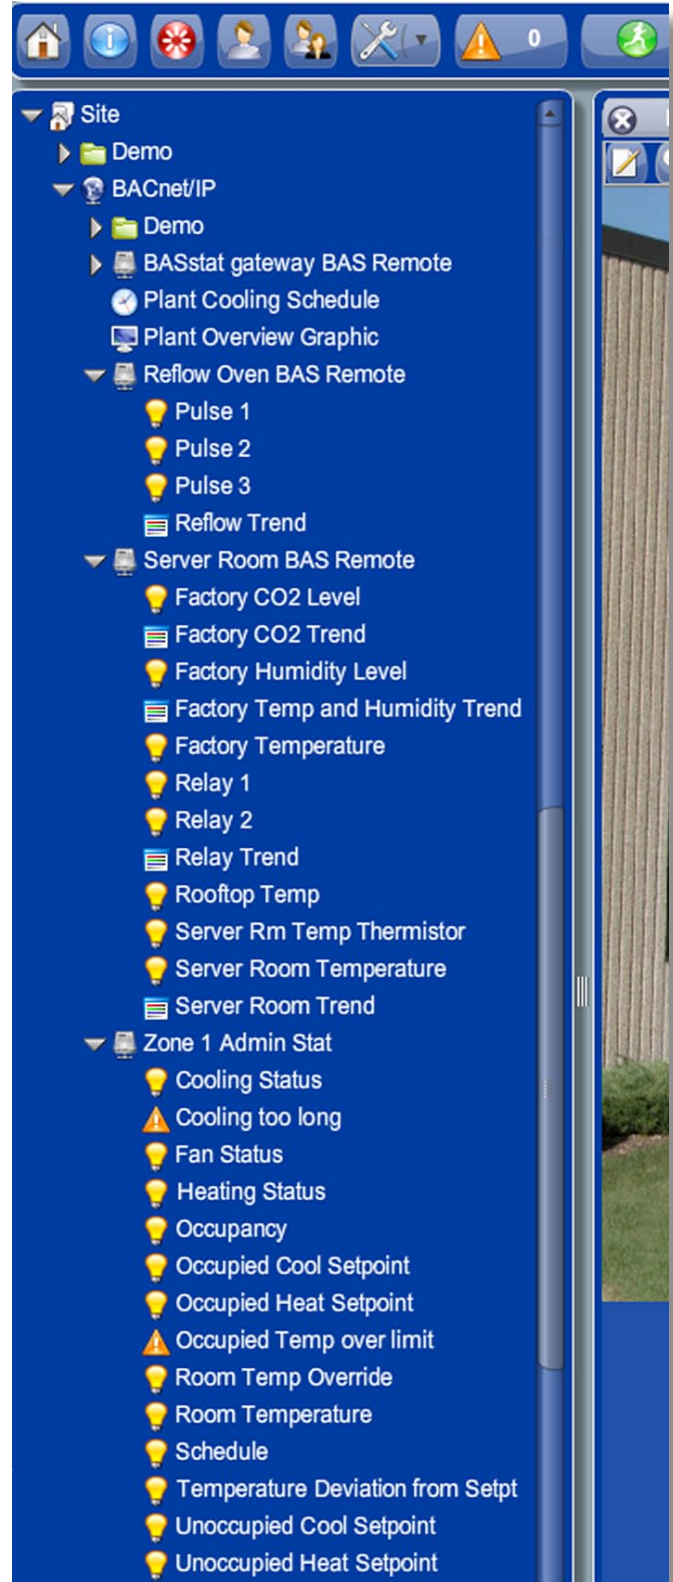 0
Site
Demo
BACnet/IP
Demo
BASstat gateway BAS Remote
Plant Cooling Schedule
Plant Overview Graphic
Reflow Oven BAS Remote
Pulse 1
Pulse 2
Pulse 3
Reflow Trend
Server Room BAS Remote
Factory CO2 Level
Factory CO2 Trend
Factory Humidity Level
Factory Temp and Humidity Trend
Factory Temperature
Relay 1
Relay 2
Relay Trend
Rooftop Temp
Server Rm Temp Thermistor
Server Room Temperature
Server Room Trend
Zone 1 Admin Stat
Cooling Status
Cooling too long
Fan Status
Heating Status
Occupancy
Occupied Cool Setpoint
Occupied Heat Setpoint
Occupied Temp over limit
Room Temp Override
Room Temperature
Schedule
Temperature Deviation from Setpt
Unoccupied Cool Setpoint
Unoccupied Heat Setpoint